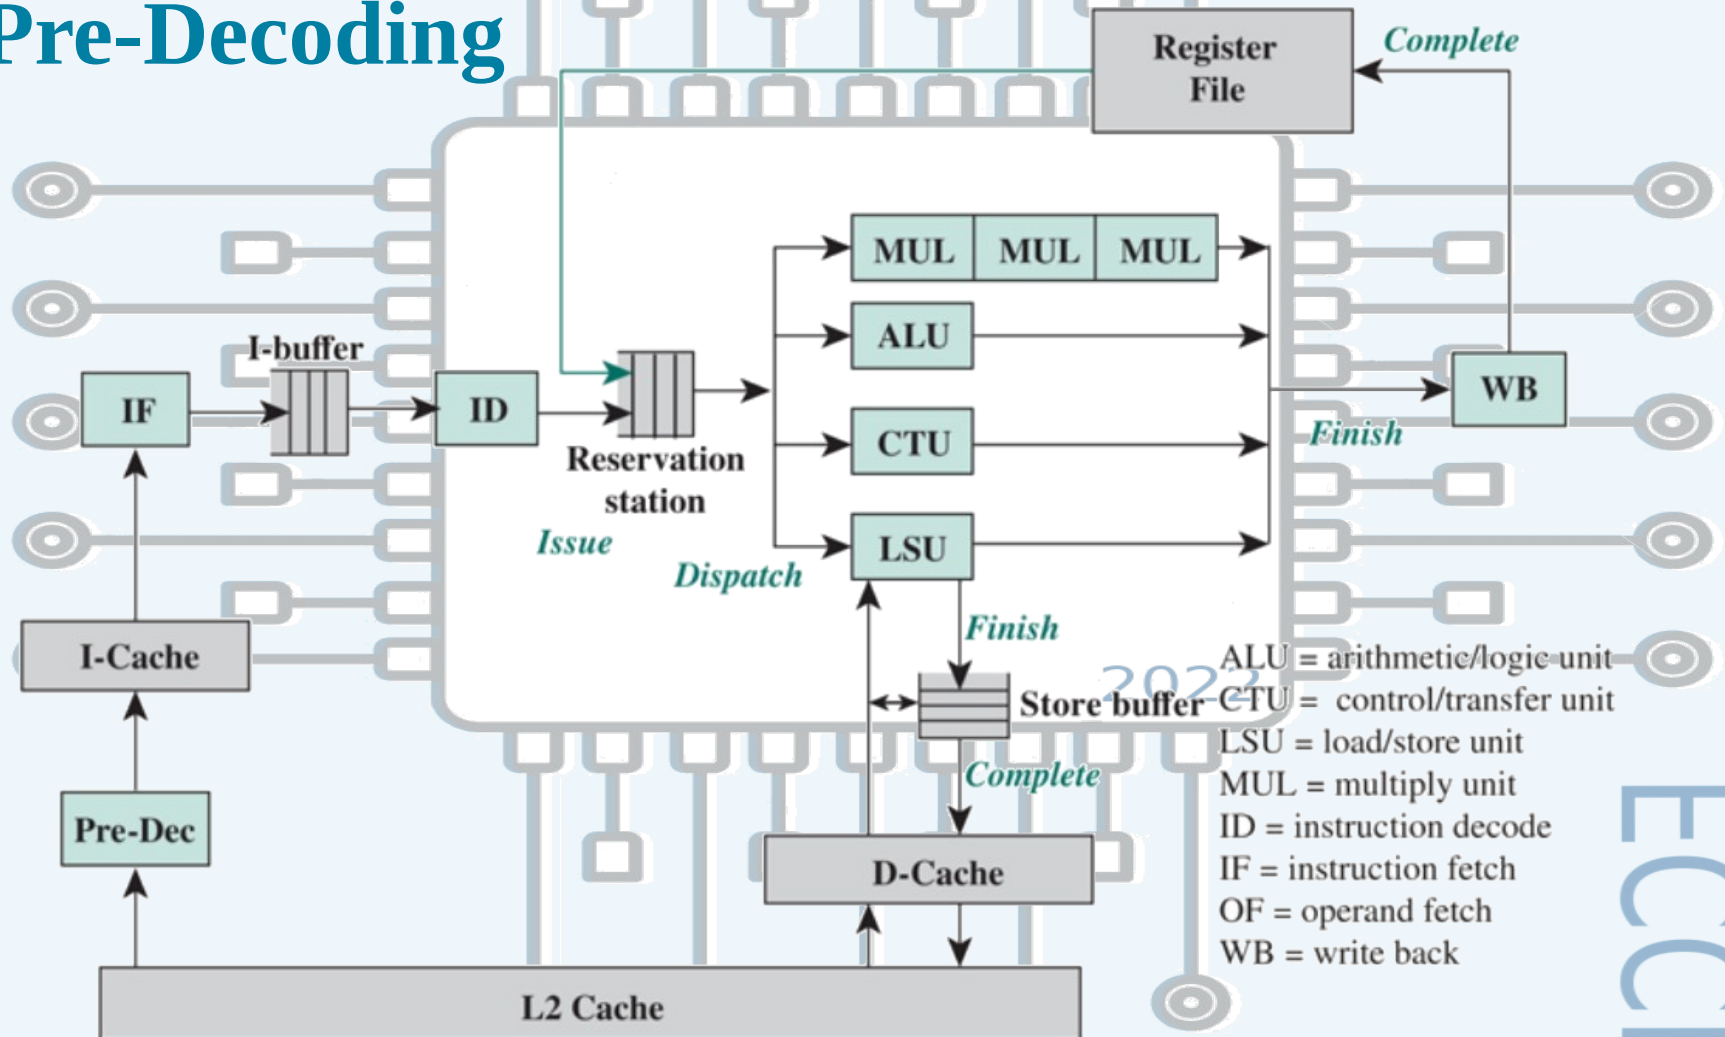 Pre-Decoding
Register
File
Complete
MUL MUL MUL
ALU
I-buffer
IF
ID
CTU
WB
Finish
Reservation
station
Issue
Dispatch
LSU
Finish
I-Cache
2022
Store buffer
Complete
Pre-Dec
D-Cache
L2 Cache
ALU = arithmetic/logic unit
CTU = control/transfer unit
LSU = load/store unit
MUL = multiply unit
ID = instruction decode
IF = instruction fetch
OF = operand fetch
WB = write back